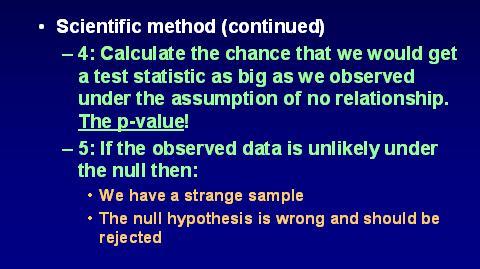 • Scientific method (continued)
– 4: Calculate the chance that we would get
a test statistic as big as we observed
under the assumption of no relationship.
The p-value!
– 5: If the observed data is unlikely under
the null then:
• We have a strange sample
• The null hypothesis is wrong and should be
rejected